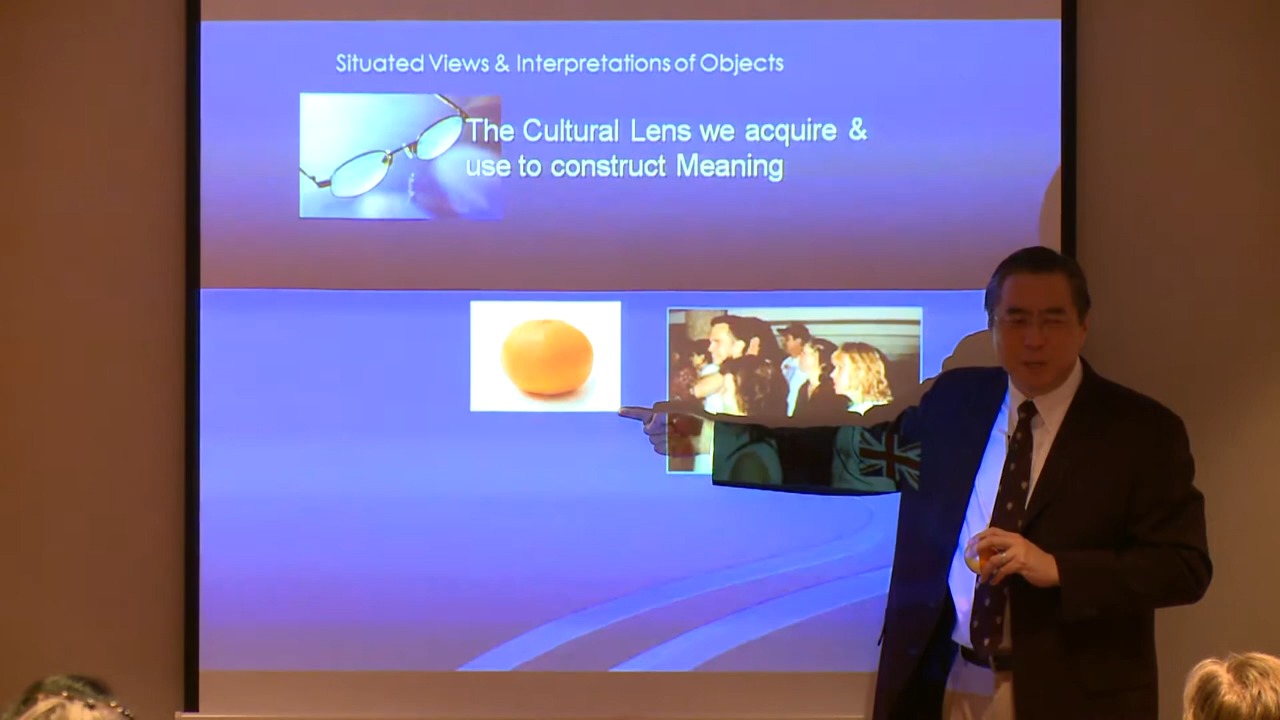 Situated Views & Interpretations of Objects
The Cultural Lens we acquire &
use to construct Meaning